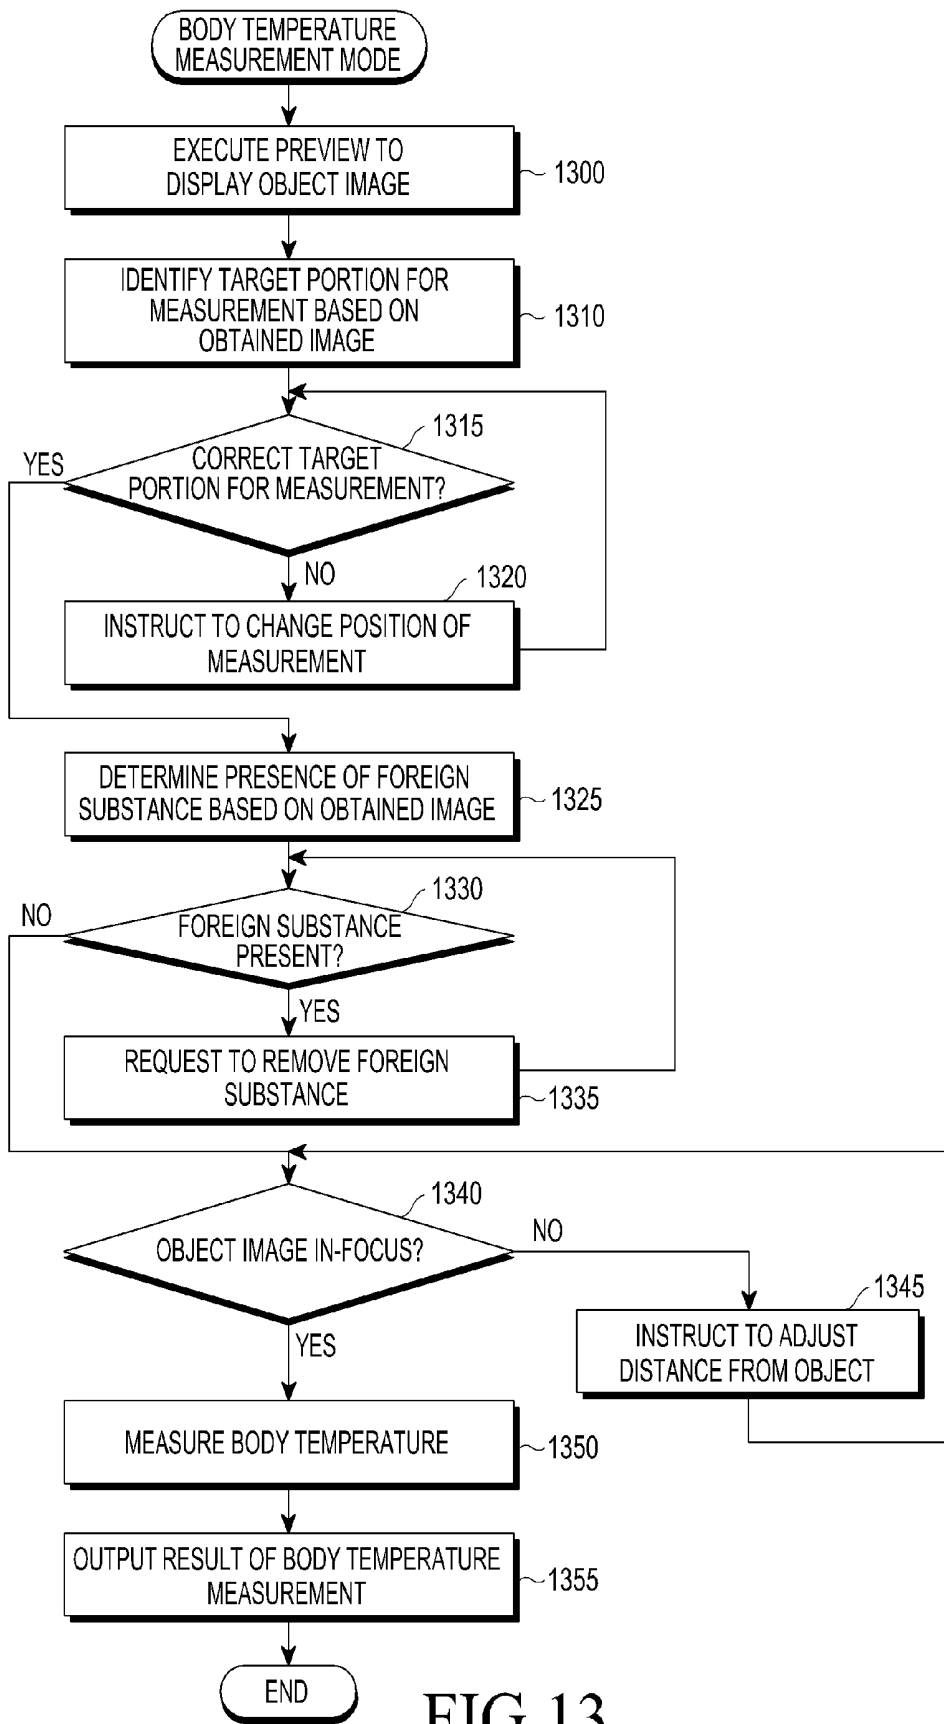 BODY TEMPERATURE
MEASUREMENT MODE
EXECUTE PREVIEW TO
DISPLAY OBJECT IMAGE
1300
IDENTIFY TARGET PORTION FOR
MEASUREMENT BASED ON
OBTAINED IMAGE
1310
1315
YES
CORRECT TARGET
PORTION FOR MEASUREMENT?
NO
1320
INSTRUCT TO CHANGE POSITION OF
MEASUREMENT
DETERMINE PRESENCE OF FOREIGN
SUBSTANCE BASED ON OBTAINED IMAGE
1325
1330
NO
FOREIGN SUBSTANCE
PRESENT?
YES
REQUEST TO REMOVE FOREIGN
SUBSTANCE
1335
1340
OBJECT IMAGE IN-FOCUS?
NO
1345
INSTRUCT TO ADJUST
DISTANCE FROM OBJECT
YES
MEASURE BODY TEMPERATURE
1350
OUTPUT RESULT OF BODY TEMPERATURE
MEASUREMENT
1355
END
FIG.13